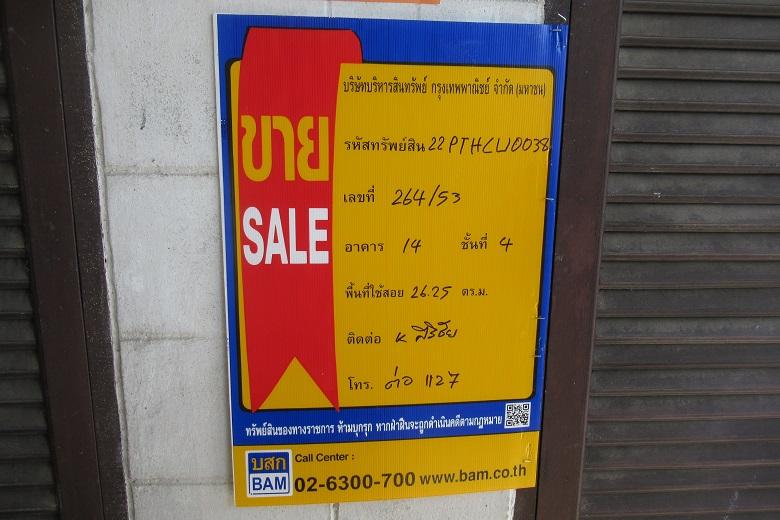 บริษัทบริหารสินทรัพย์ กรุงเทพพาณิชย์ จำกัด (มหาชน)
ขาย
SALE
รหัสทรัพย์สิน 22PTHCW0038
เลขที่ 264/53
อาคาร 14 ชั้นที่ 4
พื้นที่ใช้สอย 26.25 ตร.ม.
ติดต่อ K ศิริชัย
โทร. ต่อ 1127
ทรัพย์สินของทางราชการ ห้ามบุกรุก หากฝ่าฝืนจะถูกดำเนินคดีตามกฎหมาย
บสก
BAM
Call Center :
02-6300-700 www.bam.co.th